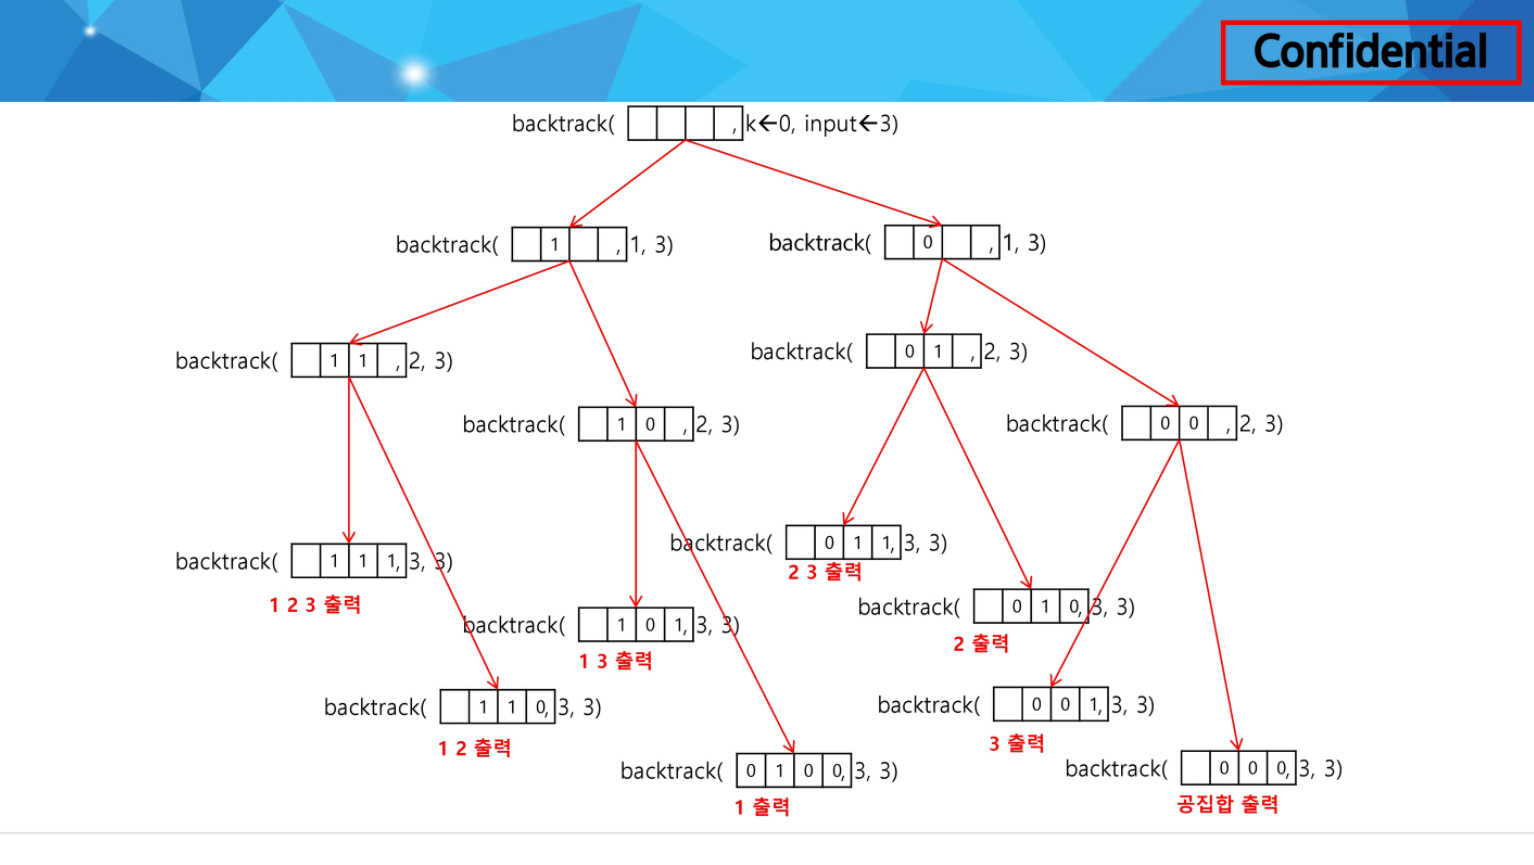 Confidential
backtrack( , k←0, input←3)
backtrack( 1 , 1, 3)
backtrack( 0 , 1, 3)
backtrack( 1 1 , 2, 3)
backtrack( 0 1 , 2, 3)
backtrack( 1 0 , 2, 3)
backtrack( 0 0 , 2, 3)
backtrack( 1 1 1, 3, 3)
1 2 3 출력
backtrack( 0 1 1, 3, 3)
2 3 출력
backtrack( 1 0 1, 3, 3)
1 3 출력
backtrack( 0 1 0, 3, 3)
2 출력
backtrack( 1 1 0, 3, 3)
1 2 출력
backtrack( 0 0 1, 3, 3)
3 출력
backtrack( 0 1 0 0, 3, 3)
1 출력
backtrack( 0 0 0, 3, 3)
공집합 출력